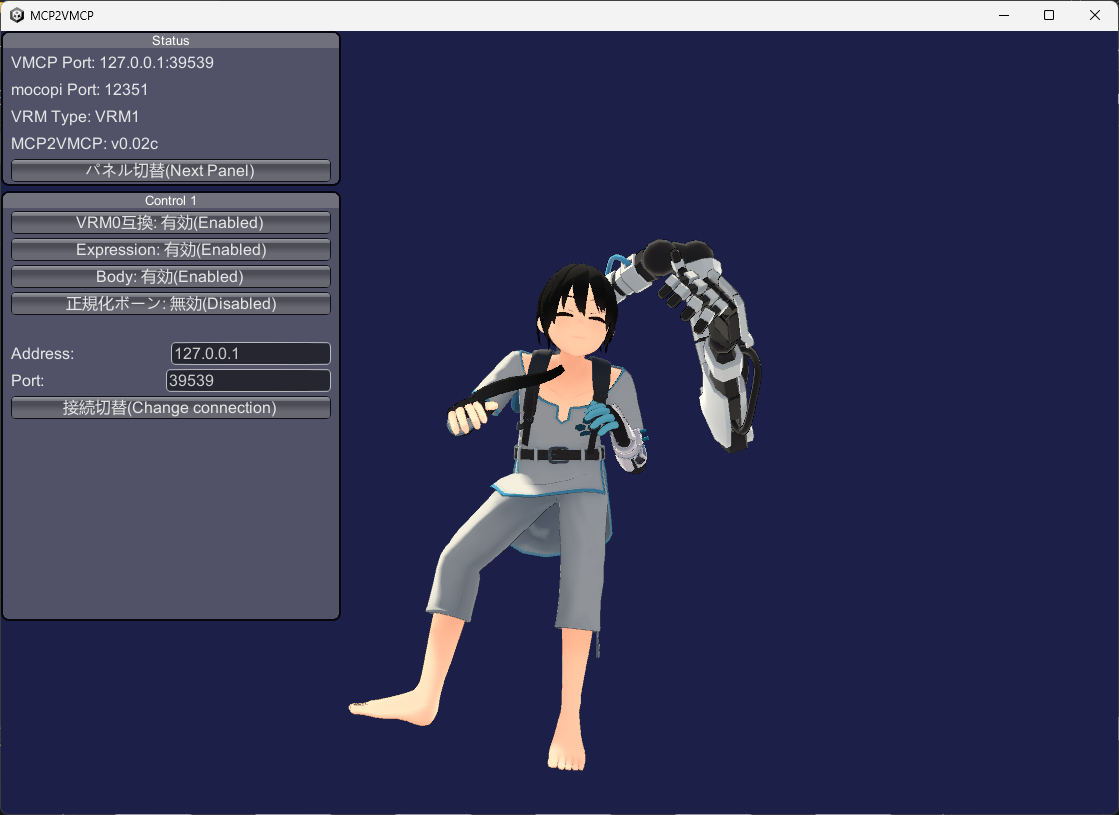 MCP2VMCP
Status
VMCP Port: 127.0.0.1:39539
mocopi Port: 12351
VRM Type: VRM1
MCP2VMCP: v0.02c
パネル切替(Next Panel)
Control 1
VRM0互換: 有効(Enabled)
Expression: 有効(Enabled)
Body: 有効(Enabled)
正規化ボーン: 無効(Disabled)
Address: 127.0.0.1
Port: 39539
接続切替(Change connection)